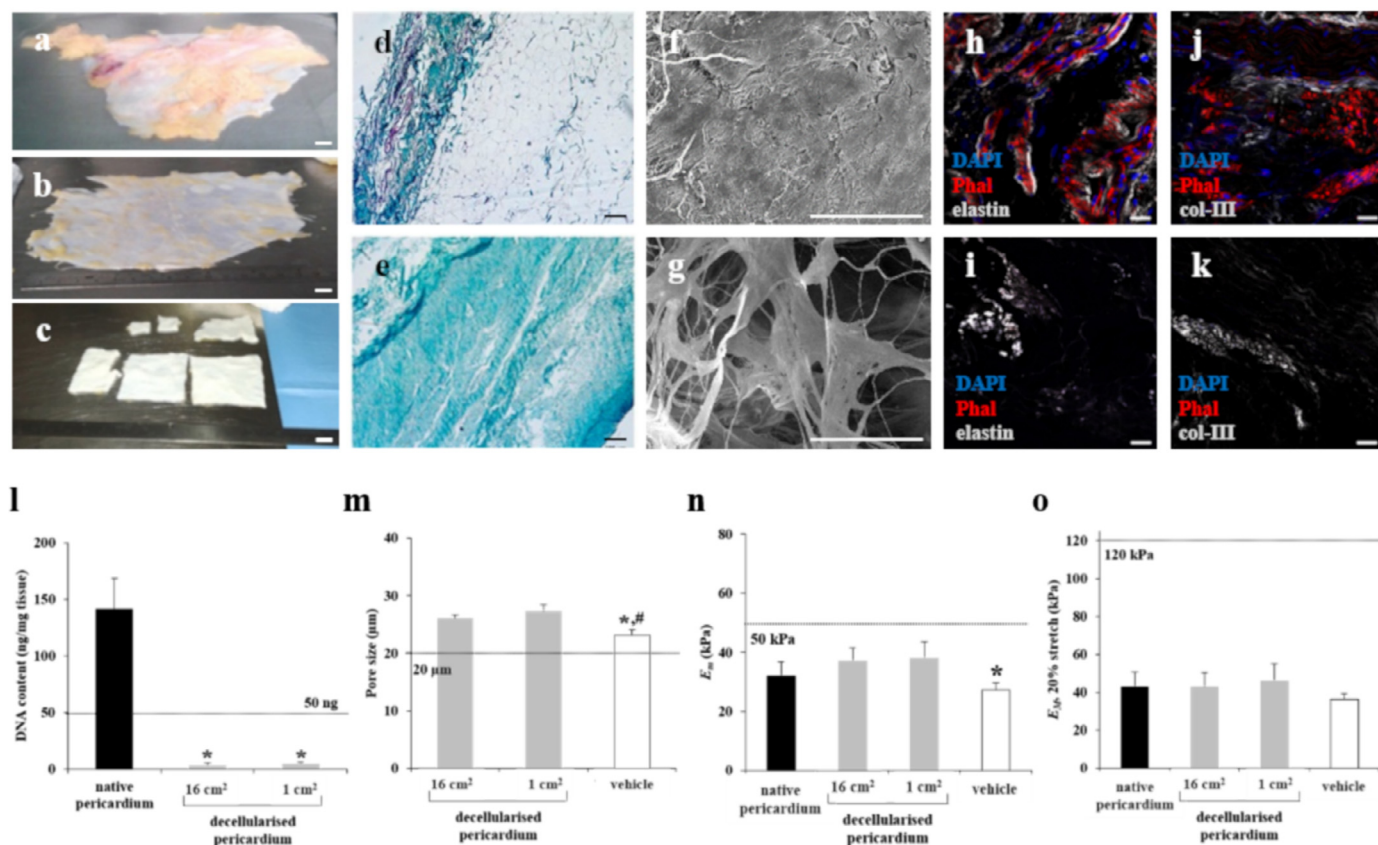 a
d
f
h
j
DAPI
Phal
elastin
DAPI
Phal
col-III
b
c
e
g
i
k
DAPI
Phal
elastin
DAPI
Phal
col-III
l
m
n
o
DNA content (ng/mg tissue)
200
150
100
50
0
50 ng
*
*
native
pericardium
16 cm²
1 cm²
decellularised
pericardium
Pore size (µm)
40
30
20
10
0
20 µm
*,#
16 cm²
1 cm²
vehicle
decellularised
pericardium
Em (kPa)
80
60
40
20
0
50 kPa
*
native
pericardium
16 cm²
1 cm²
vehicle
decellularised
pericardium
EM, 20% stretch (kPa)
120
100
80
60
40
20
0
120 kPa
native
pericardium
16 cm²
1 cm²
vehicle
decellularised
pericardium